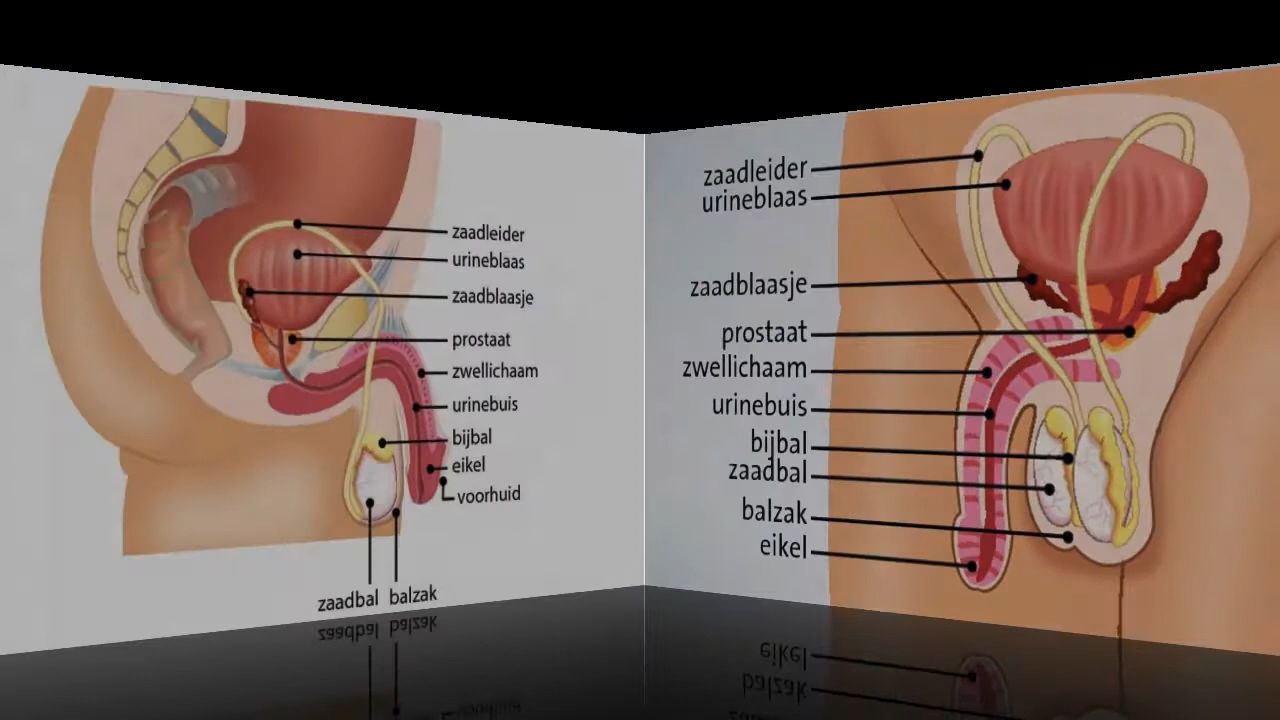 zaadleider
urineblaas
zaadblaasje
prostaat
zwellichaam
urinebuis
bijbal
eikel
voorhuid
zaadbal balzak
zaadleider
urineblaas
zaadblaasje
prostaat
zwellichaam
urinebuis
bijbal
zaadbal
balzak
eikel